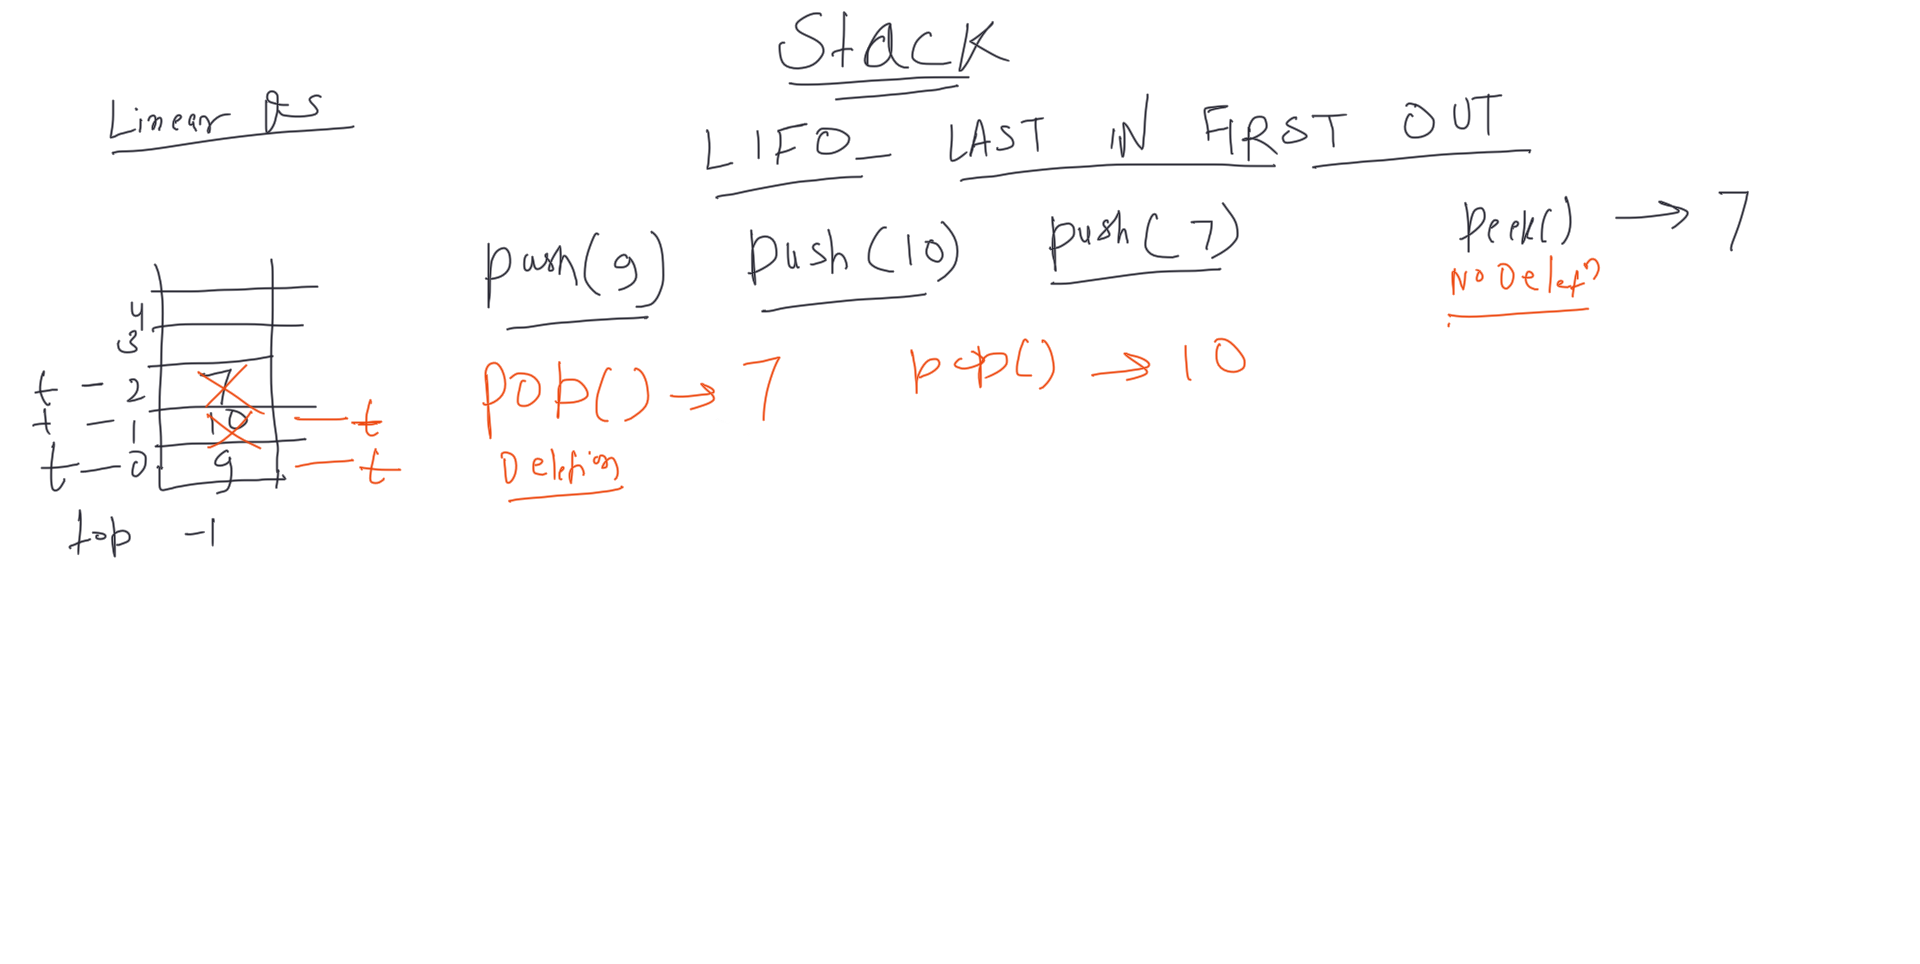 Stack
Linear DS
LIFO - LAST IN FIRST OUT
push(9) push(10) push(7) peek() → 7
No Deletn
4
3
t - 2 7
t - 1 10 - t
t - 0 9 - t
top -1
pop() → 7 pop() → 10
Deletion